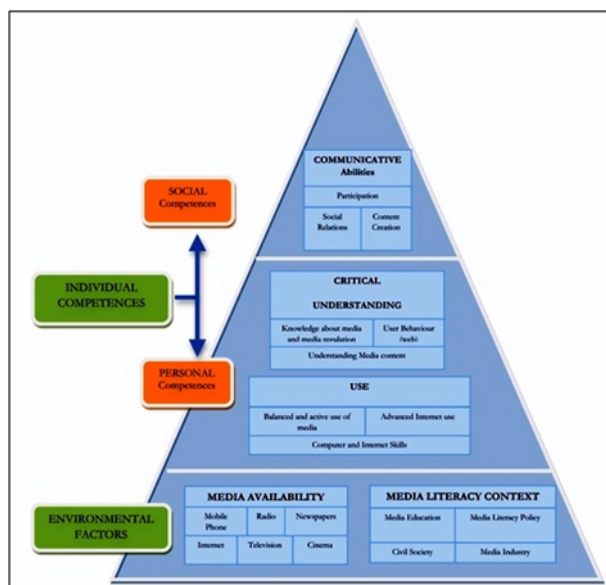 COMMUNICATIVE
Abilities
Participation
Social
Relations
Content
Creation
SOCIAL
Competences
INDIVIDUAL
COMPETENCES
PERSONAL
Competences
CRITICAL
UNDERSTANDING
Knowledge about media
and media regulation
User Behaviour
(web)
Understanding Media content
USE
Balanced and active use of
media
Advanced Internet use
Computer and Internet Skills
ENVIRONMENTAL
FACTORS
MEDIA AVAILABILITY
Mobile
Phone
Radio
Newspapers
Internet
Television
Cinema
MEDIA LITERACY CONTEXT
Media Education
Media Literacy Policy
Civil Society
Media Industry